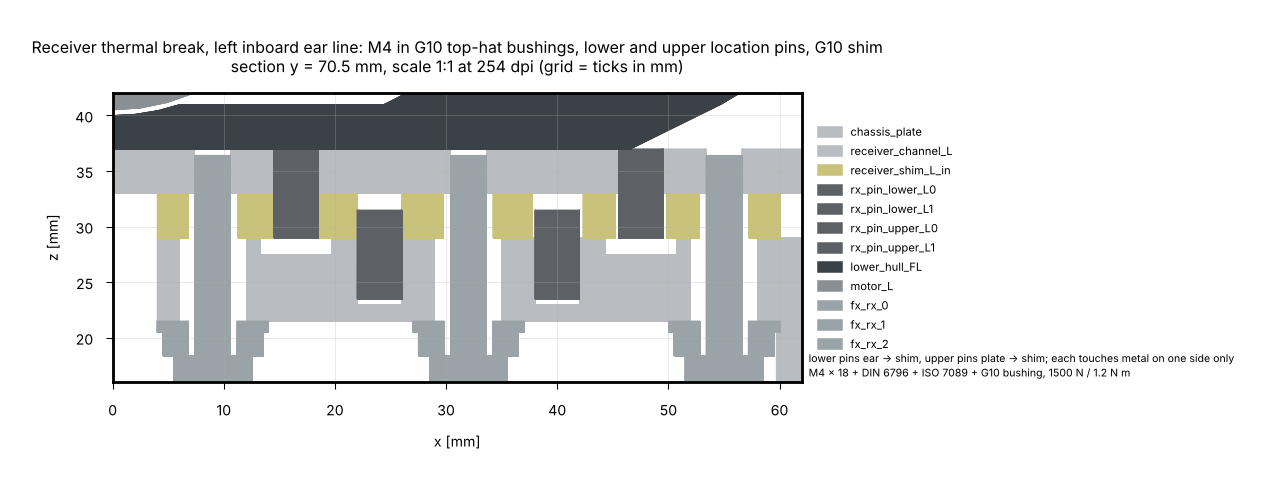 Receiver thermal break, left inboard ear line: M4 in G10 top-hat bushings, lower and upper location pins, G10 shim
section y = 70.5 mm, scale 1:1 at 254 dpi (grid = ticks in mm)
40
35
30
25
20
z [mm]
0 10 20 30 40 50 60
x [mm]
chassis_plate
receiver_channel_L
receiver_shim_L_in
rx_pin_lower_L0
rx_pin_lower_L1
rx_pin_upper_L0
rx_pin_upper_L1
lower_hull_FL
motor_L
fx_rx_0
fx_rx_1
fx_rx_2
lower pins ear → shim, upper pins plate → shim; each touches metal on one side only
M4 × 18 + DIN 6796 + ISO 7089 + G10 bushing, 1500 N / 1.2 N m